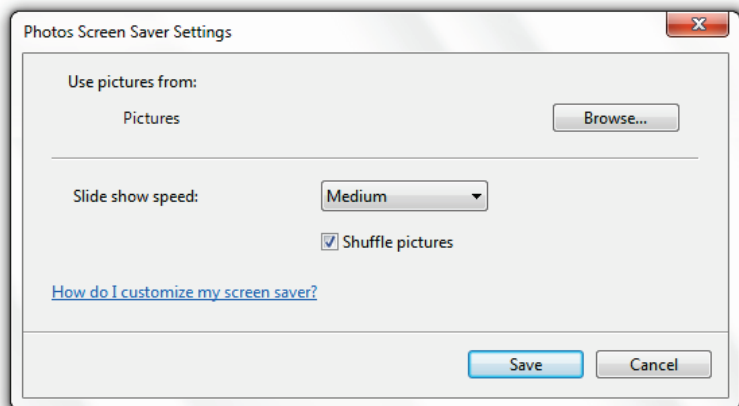 Photos Screen Saver Settings
Use pictures from:
Pictures
Browse...
Slide show speed:
Medium
Shuffle pictures
How do I customize my screen saver?
Save
Cancel